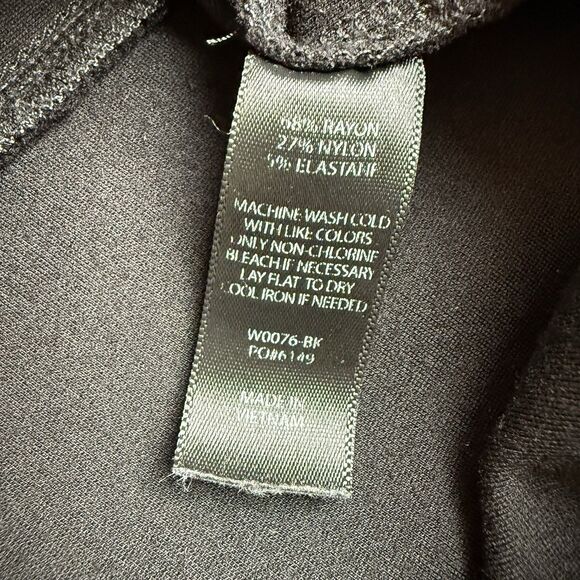 68% RAYON
27% NYLON
5% ELASTANE
MACHINE WASH COLD
WITH LIKE COLORS
ONLY NON-CHLORINE
BLEACH IF NECESSARY
LAY FLAT TO DRY
COOL IRON IF NEEDED
W0076-BK
PO#6149
MADE IN
VIETNAM